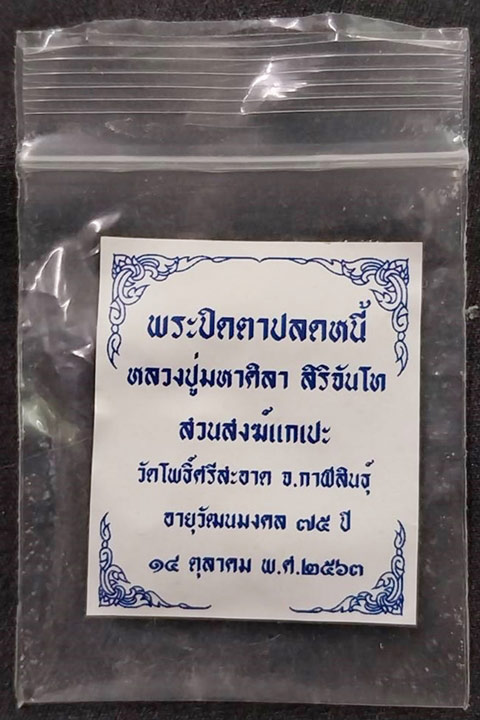 พระปิดตาปลดหนี้
หลวงปู่มหาศิลา สิริจันโท
สวนสงฆ์แกเปะ
วัดโพธิ์ศรีสะอาด จ.กาฬสินธุ์
อายุวัฒนมงคล ๗๕ ปี
๑๔ ตุลาคม พ.ศ.๒๕๖๓